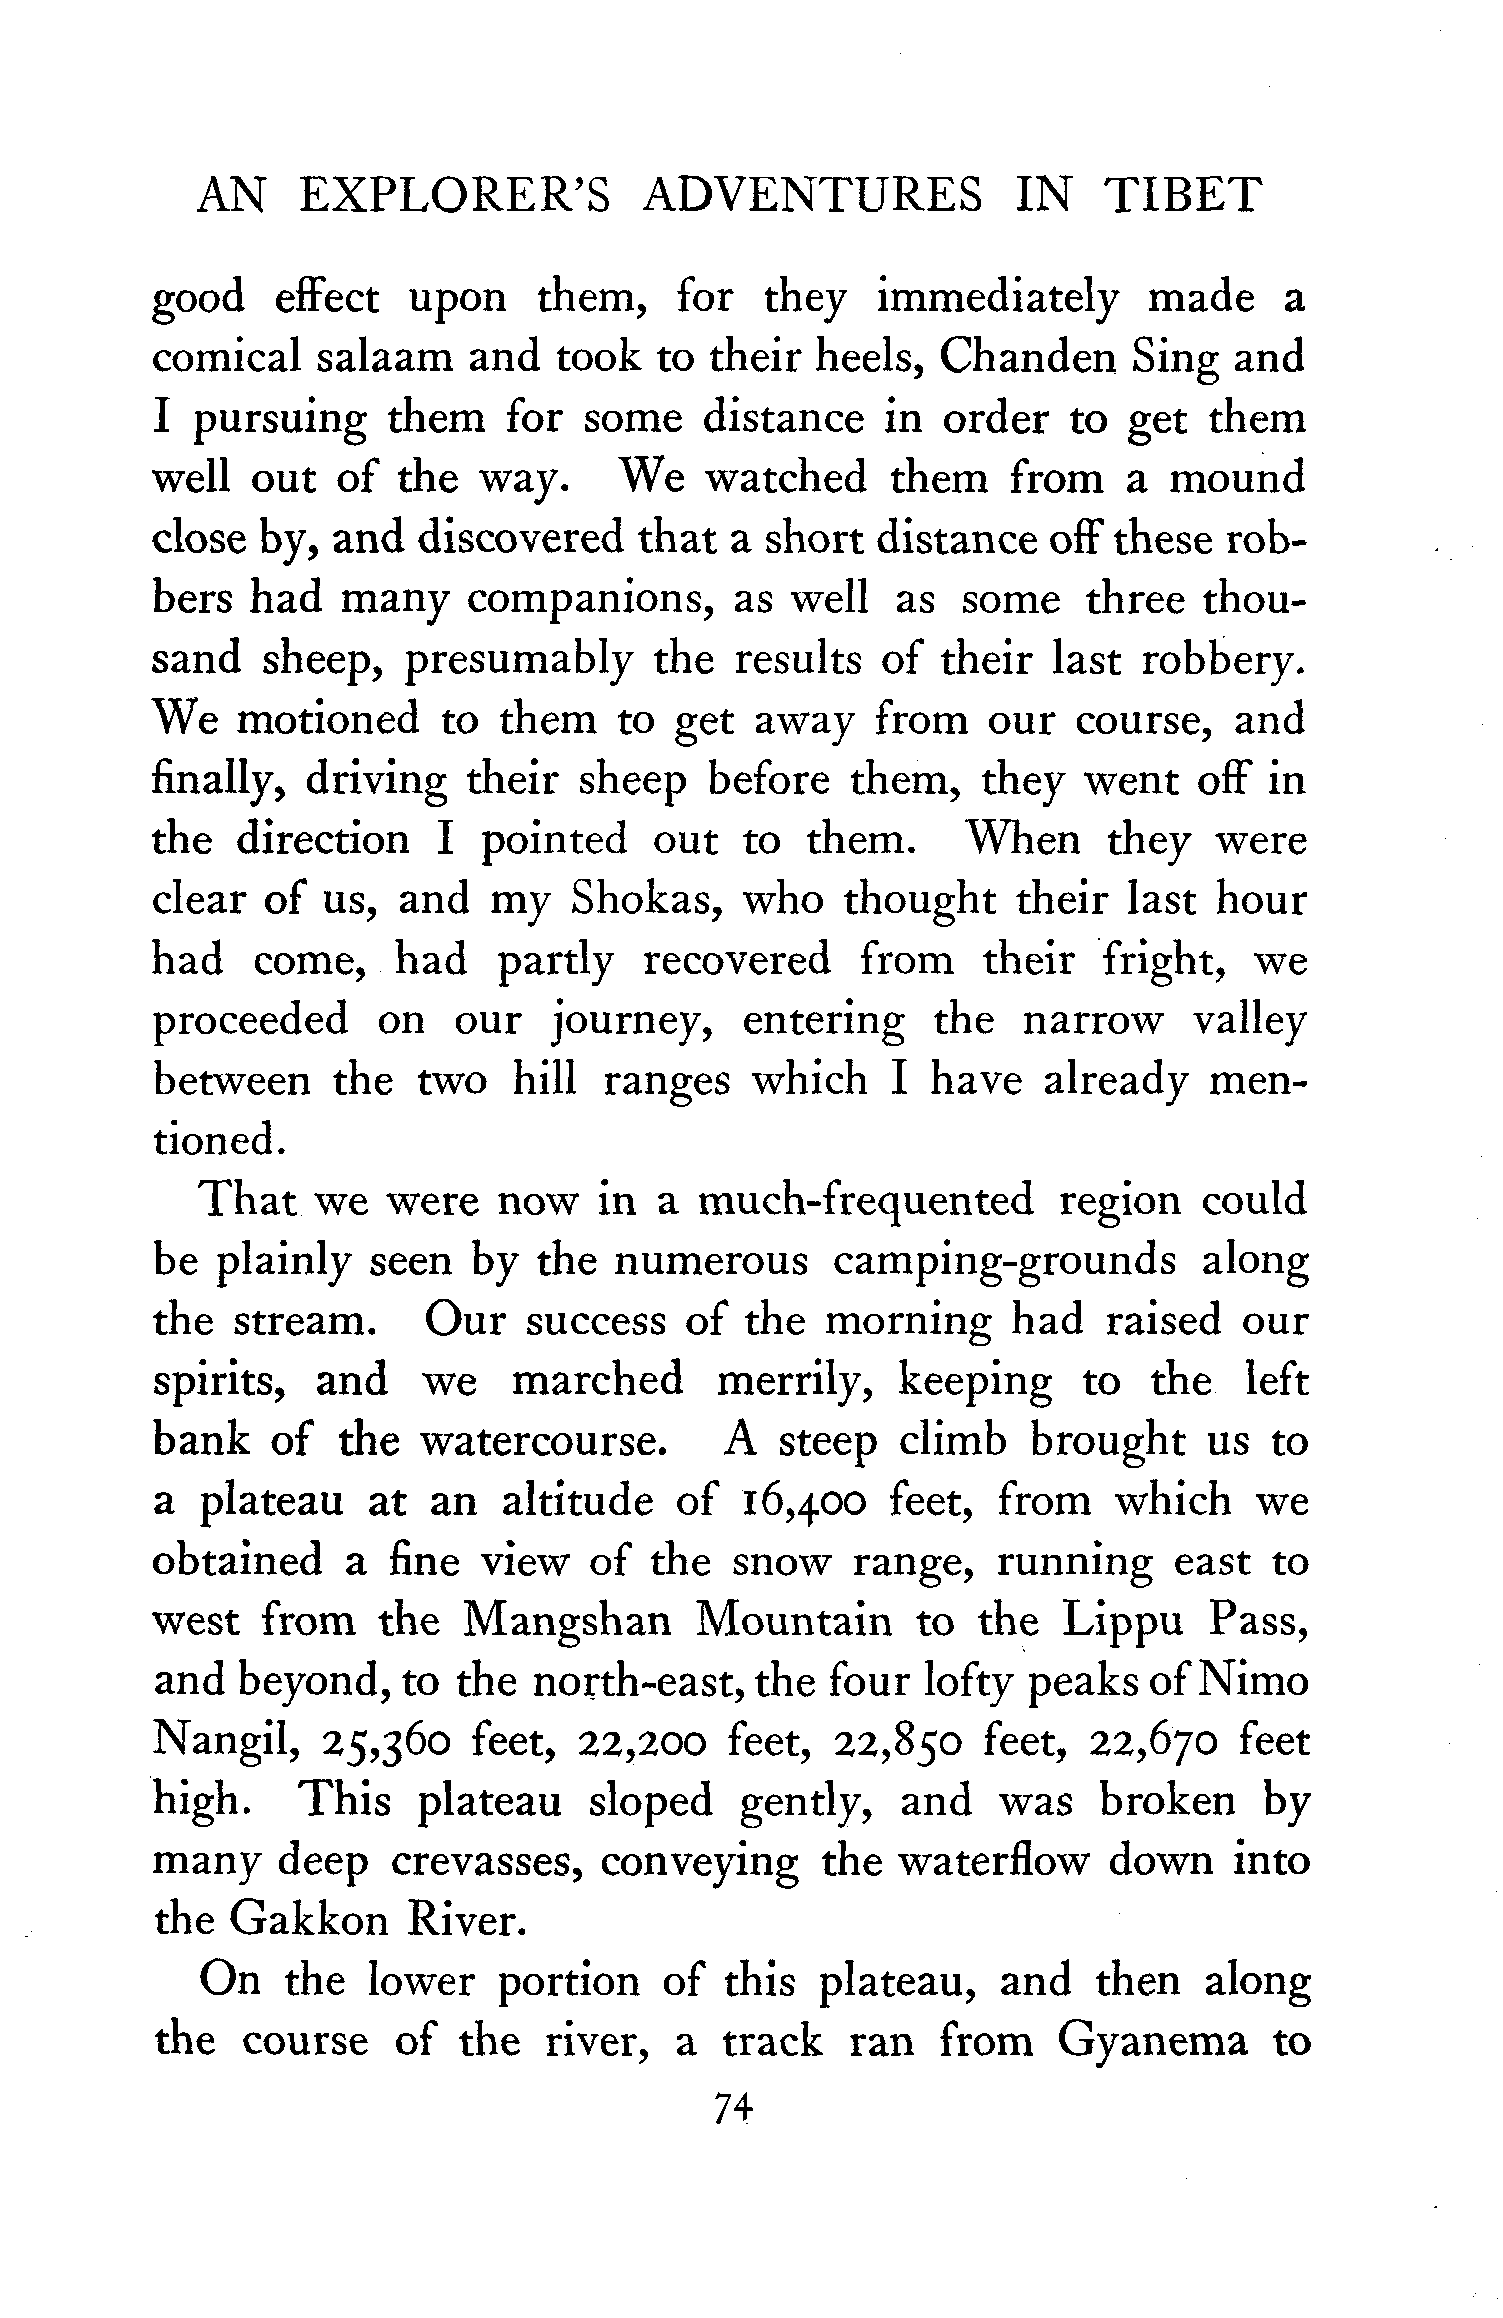 AN EXPLORER'S ADVENTURES IN TIBET
good effect upon them, for they immediately made a
comical salaam and took to their heels, Chanden Sing and
I pursuing them for some distance in order to get them
well out of the way. We watched them from a mound
close by, and discovered that a short distance off these rob-
bers had many companions, as well as some three thou-
sand sheep, presumably the results of their last robbery.
We motioned to them to get away from our course, and
finally, driving their sheep before them, they went off in
the direction I pointed out to them. When they were
clear of us, and my Shokas, who thought their last hour
had come, had partly recovered from their fright, we
proceeded on our journey, entering the narrow valley
between the two hill ranges which I have already men-
tioned.
That we were now in a much-frequented region could
be plainly seen by the numerous camping-grounds along
the stream. Our success of the morning had raised our
spirits, and we marched merrily, keeping to the left
bank of the watercourse. A steep climb brought us to
a plateau at an altitude of 16,400 feet, from which we
obtained a fine view of the snow range, running east to
west from the Mangshan Mountain to the Lippu Pass,
and beyond, to the north-east, the four lofty peaks of Nimo
Nangil, 25,360 feet, 22,200 feet, 22,850 feet, 22,670 feet
high. This plateau sloped gently, and was broken by
many deep crevasses, conveying the waterflow down into
the Gakkon River.
On the lower portion of this plateau, and then along
the course of the river, a track ran from Gyanema to
74